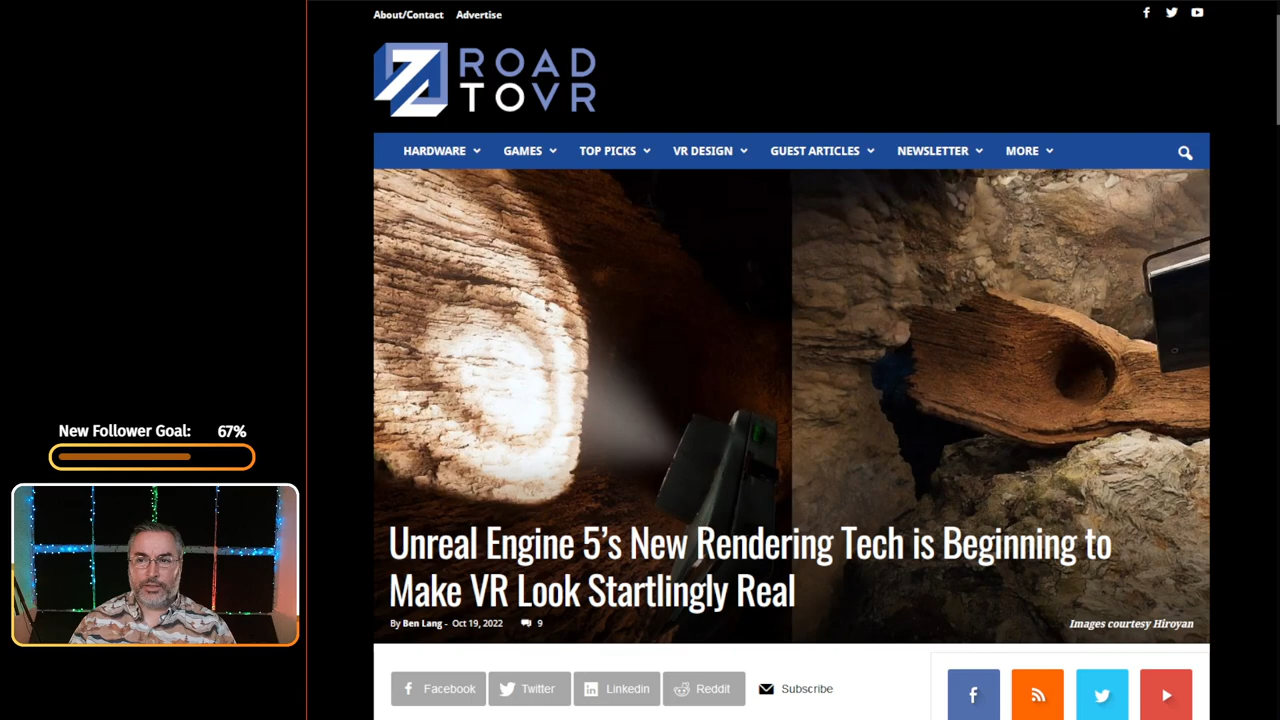 About/Contact Advertise
ROAD
TOVR
HARDWARE GAMES TOP PICKS VR DESIGN GUEST ARTICLES NEWSLETTER MORE
New Follower Goal: 67%
Unreal Engine 5’s New Rendering Tech is Beginning to
Make VR Look Startlingly Real
By Ben Lang - Oct 19, 2022 9
Images courtesy Hiroyan
Facebook Twitter Linkedin Reddit Subscribe